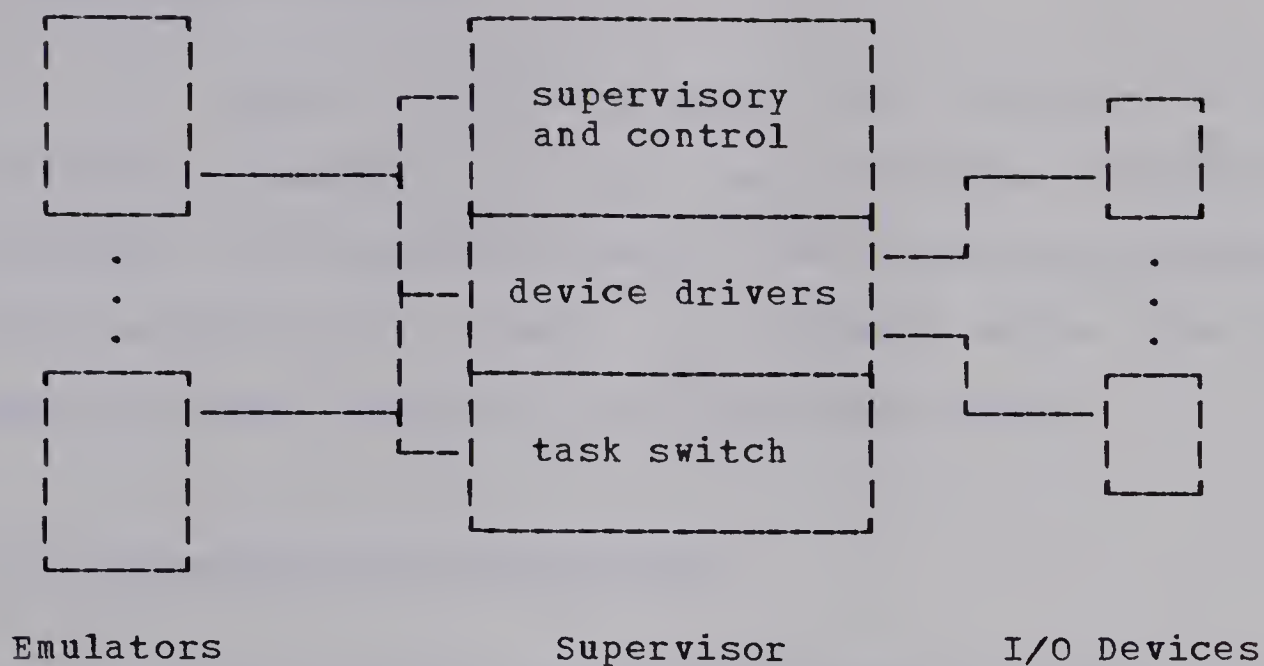 supervisory
and control
device drivers
task switch
Emulators Supervisor I/O Devices